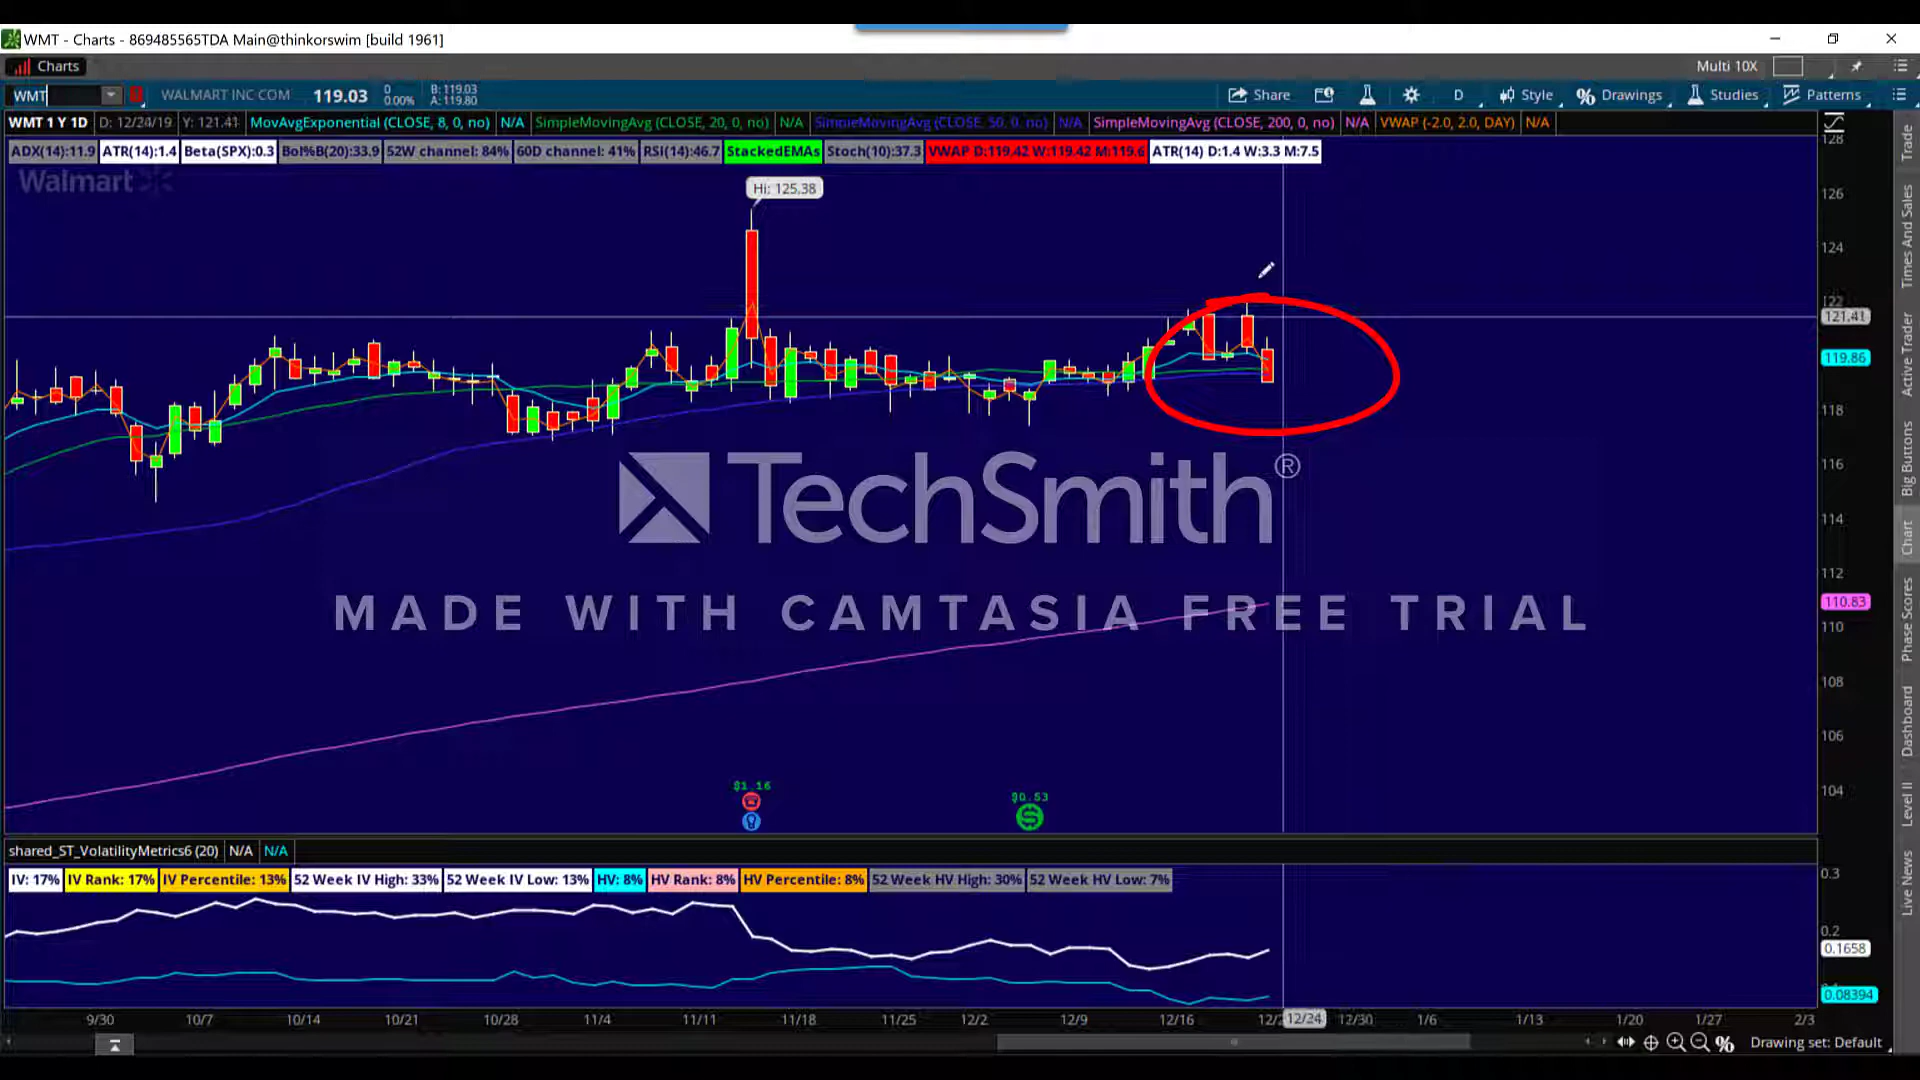 WMT - Charts - 869485565TDA Main@thinkorswim [build 1961]
Charts
Multi 10X
WMT
WALMART INC COM
119.03
0
0.00%
B: 119.03
A: 119.80
Share
D
Style
Drawings
Studies
Patterns
WMT 1 Y 1D
D: 12/24/19
Y: 121.41
MovAvgExponential (CLOSE, 8, 0, no)
N/A
SimpleMovingAvg (CLOSE, 20, 0, no)
N/A
SimpleMovingAvg (CLOSE, 50, 0, no)
N/A
SimpleMovingAvg (CLOSE, 200, 0, no)
N/A
VWAP (-2.0, 2.0, DAY)
N/A
ADX(14):11.9
ATR(14):1.4
Beta(SPX):0.3
Bol%B(20):33.9
52W channel: 84%
60D channel: 41%
RSi(14):46.7
StackedEMAs
Stoch(10):37.3
VWAP D:119.42 W:119.42 M:119.6
ATR(14) D:1.4 W:3.3 M:7.5
Walmart
Hi: 125.38
128
126
124
122
121.41
119.86
118
116
114
112
110.83
110
108
106
104
TechSmith®
MADE WITH CAMTASIA FREE TRIAL
$1.16
$0.53
shared_ST_VolatilityMetrics6 (20)
N/A
N/A
IV: 17%
IV Rank: 17%
IV Percentile: 13%
52 Week IV High: 33%
52 Week IV Low: 13%
HV: 8%
HV Rank: 8%
HV Percentile: 8%
52 Week HV High: 30%
52 Week HV Low: 7%
0.3
0.2
0.1658
0.08394
9/30
10/7
10/14
10/21
10/28
11/4
11/11
11/18
11/25
12/2
12/9
12/16
12/24
12/30
1/6
1/13
1/20
1/27
2/3
Drawing set: Default
Trade
Times And Sales
Active Trader
Big Buttons
Chart
Phase Scores
Dashboard
Level II
Live News